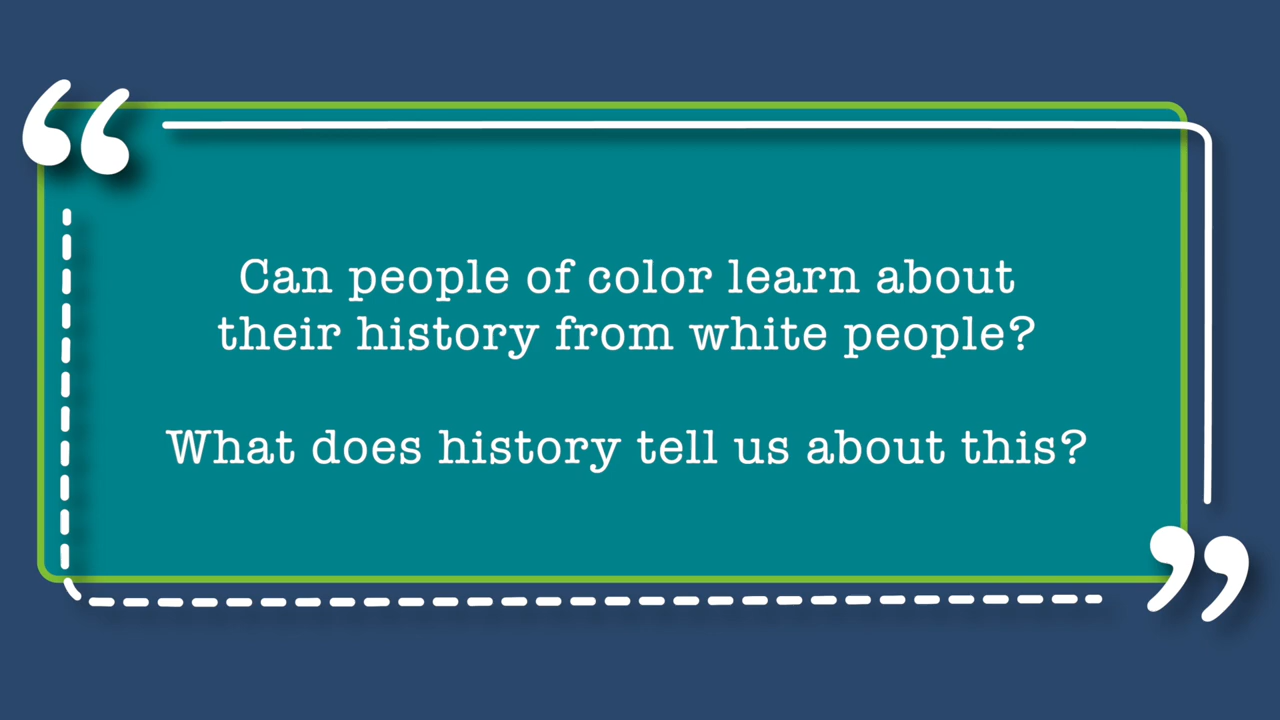 Can people of color learn about
their history from white people?
What does history tell us about this?